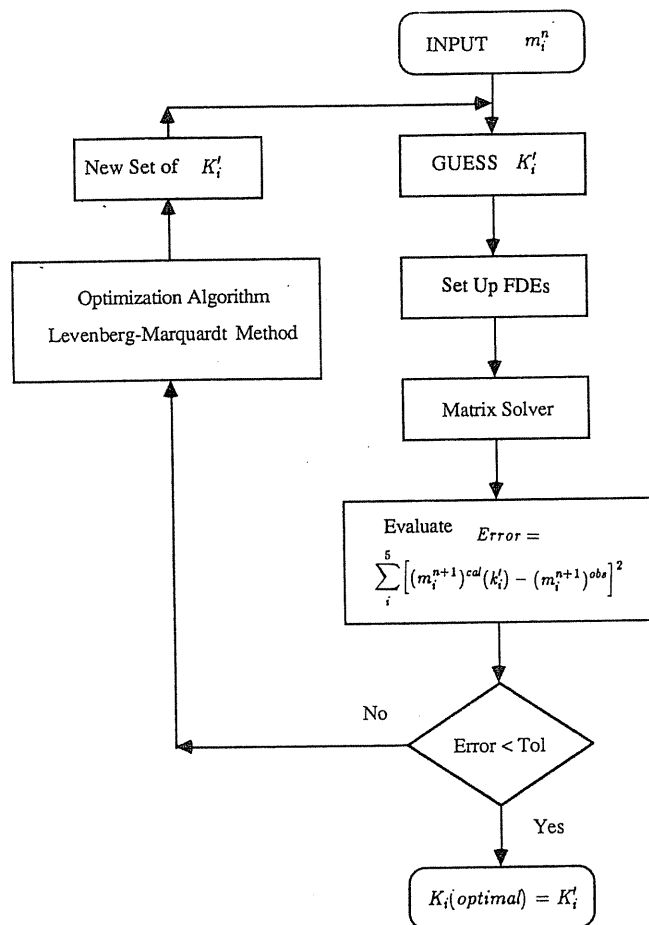 INPUT m_i^n
New Set of K_i'
GUESS K_i'
Optimization Algorithm
Levenberg-Marquardt Method
Set Up FDEs
Matrix Solver
Evaluate Error =
\sum_i^5 [(m_i^{n+1})^{cal}(k_i') - (m_i^{n+1})^{obs}]^2
No
Error < Tol
Yes
K_i(optimal) = K_i'